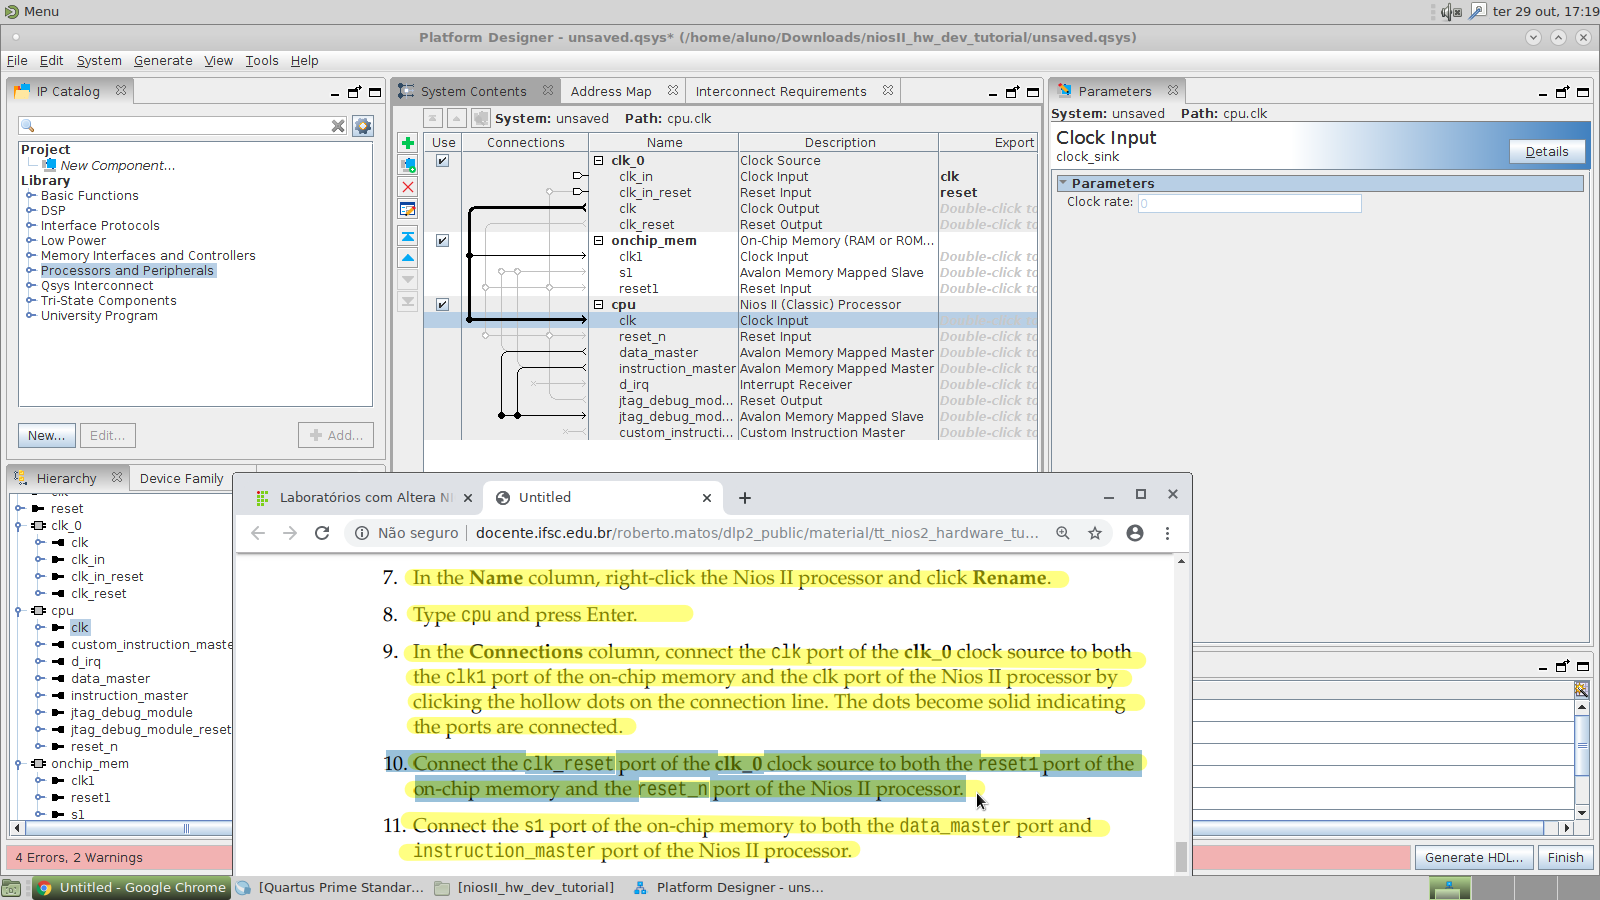 Menu
ter 29 out, 17:19
Platform Designer - unsaved.qsys* (/home/aluno/Downloads/niosII_hw_dev_tutorial/unsaved.qsys)
File Edit System Generate View Tools Help
IP Catalog
Project
New Component...
Library
Basic Functions
DSP
Interface Protocols
Low Power
Memory Interfaces and Controllers
Processors and Peripherals
Qsys Interconnect
Tri-State Components
University Program
New... Edit... Add...
Hierarchy Device Family
reset
clk_0
clk
clk_in
clk_in_reset
clk_reset
cpu
clk
custom_instruction_maste
d_irq
data_master
instruction_master
jtag_debug_module
jtag_debug_module_reset
reset_n
onchip_mem
clk1
reset1
s1
4 Errors, 2 Warnings
System Contents Address Map Interconnect Requirements
System: unsaved Path: cpu.clk
Use Connections Name Description Export
clk_0 Clock Source
clk_in Clock Input clk
clk_in_reset Reset Input reset
clk Clock Output Double-click to
clk_reset Reset Output Double-click to
onchip_mem On-Chip Memory (RAM or ROM...
clk1 Clock Input Double-click to
s1 Avalon Memory Mapped Slave Double-click to
reset1 Reset Input Double-click to
cpu Nios II (Classic) Processor
clk Clock Input Double-click to
reset_n Reset Input Double-click to
data_master Avalon Memory Mapped Master Double-click to
instruction_master Avalon Memory Mapped Master Double-click to
d_irq Interrupt Receiver Double-click to
jtag_debug_mod... Reset Output Double-click to
jtag_debug_mod... Avalon Memory Mapped Slave Double-click to
custom_instructi... Custom Instruction Master Double-click to
Parameters
System: unsaved Path: cpu.clk
Clock Input
clock_sink
Details
Parameters
Clock rate: 0
Laboratórios com Altera NI
Untitled
Não seguro docente.ifsc.edu.br/roberto.matos/dlp2_public/material/tt_nios2_hardware_tu...
7. In the Name column, right-click the Nios II processor and click Rename.
8. Type cpu and press Enter.
9. In the Connections column, connect the clk port of the clk_0 clock source to both
the clk1 port of the on-chip memory and the clk port of the Nios II processor by
clicking the hollow dots on the connection line. The dots become solid indicating
the ports are connected.
10. Connect the clk_reset port of the clk_0 clock source to both the reset1 port of the
on-chip memory and the reset_n port of the Nios II processor.
11. Connect the s1 port of the on-chip memory to both the data_master port and
instruction_master port of the Nios II processor.
Generate HDL... Finish
Untitled - Google Chrome [Quartus Prime Standar... [niosII_hw_dev_tutorial] Platform Designer - uns...